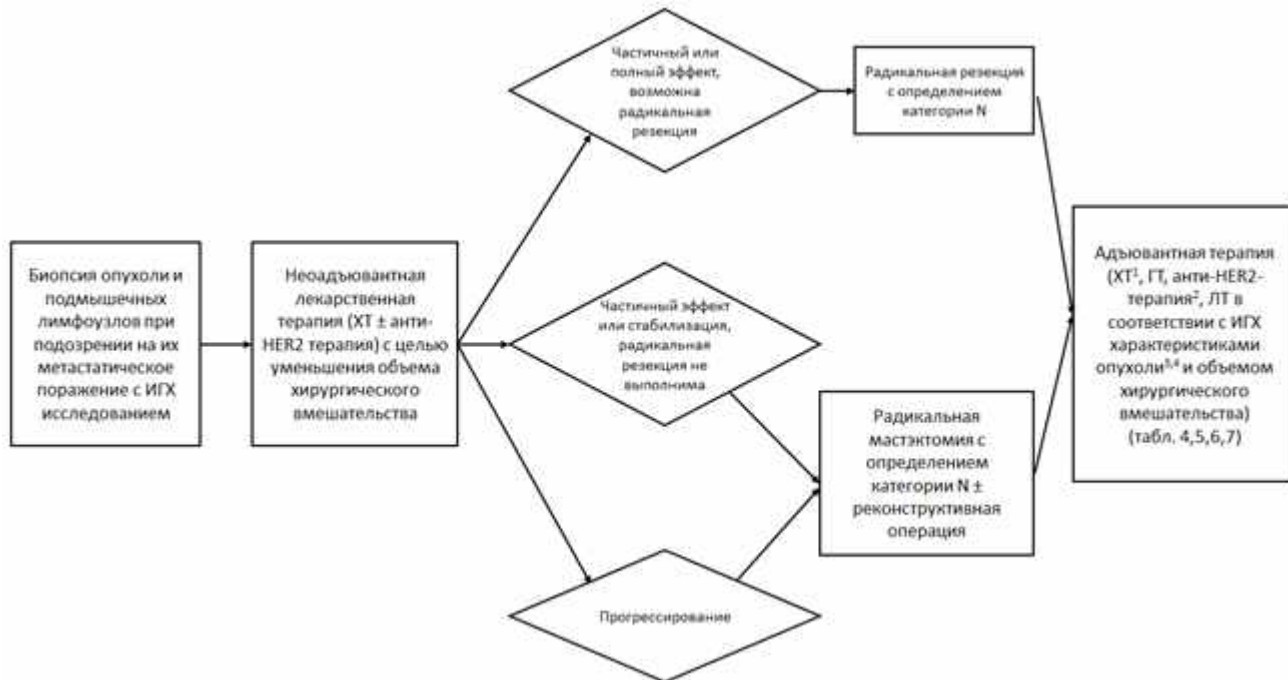 Биопсия опухоли и
подмышечных
лимфоузлов при
подозрении на их
метастатическое
поражение с ИГХ
исследованием
Неоадъювантная
лекарственная
терапия (ХТ ± анти-
HER2 терапия) с целью
уменьшения объема
хирургического
вмешательства
Частичный или
полный эффект,
возможна
радикальная
резекция
Радикальная резекция
с определением
категории N
Частичный эффект
или стабилизация,
радикальная
резекция не
выполнима
Прогрессирование
Радикальная
мастэктомия с
определением
категории N ±
реконструктивная
операция
Адъювантная терапия
(ХТ¹, ГТ, анти-HER2-
терапия², ЛТ в
соответствии с ИГХ
характеристиками
опухоли³,⁴ и объемом
хирургического
вмешательства)
(табл. 4,5,6,7)